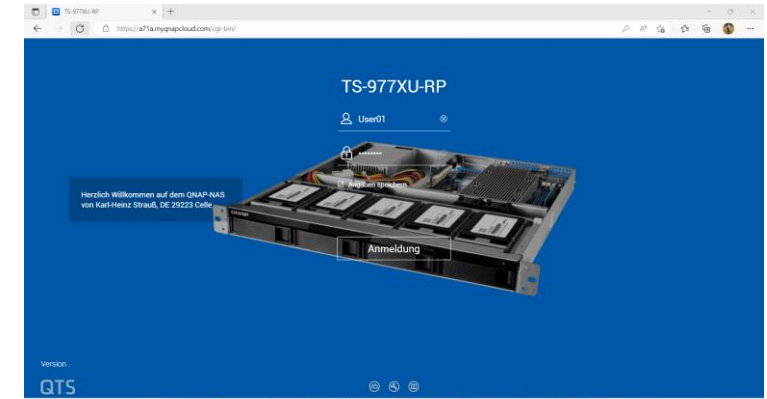 TS-977XU-RP
https://a71a.myqnapcloud.com/cgi-bin/
TS-977XU-RP
User01
Angaben speichern
Herzlich Willkommen auf dem QNAP-NAS
von Karl-Heinz Strauß, DE 29223 Celle
Anmeldung
Version.
QTS